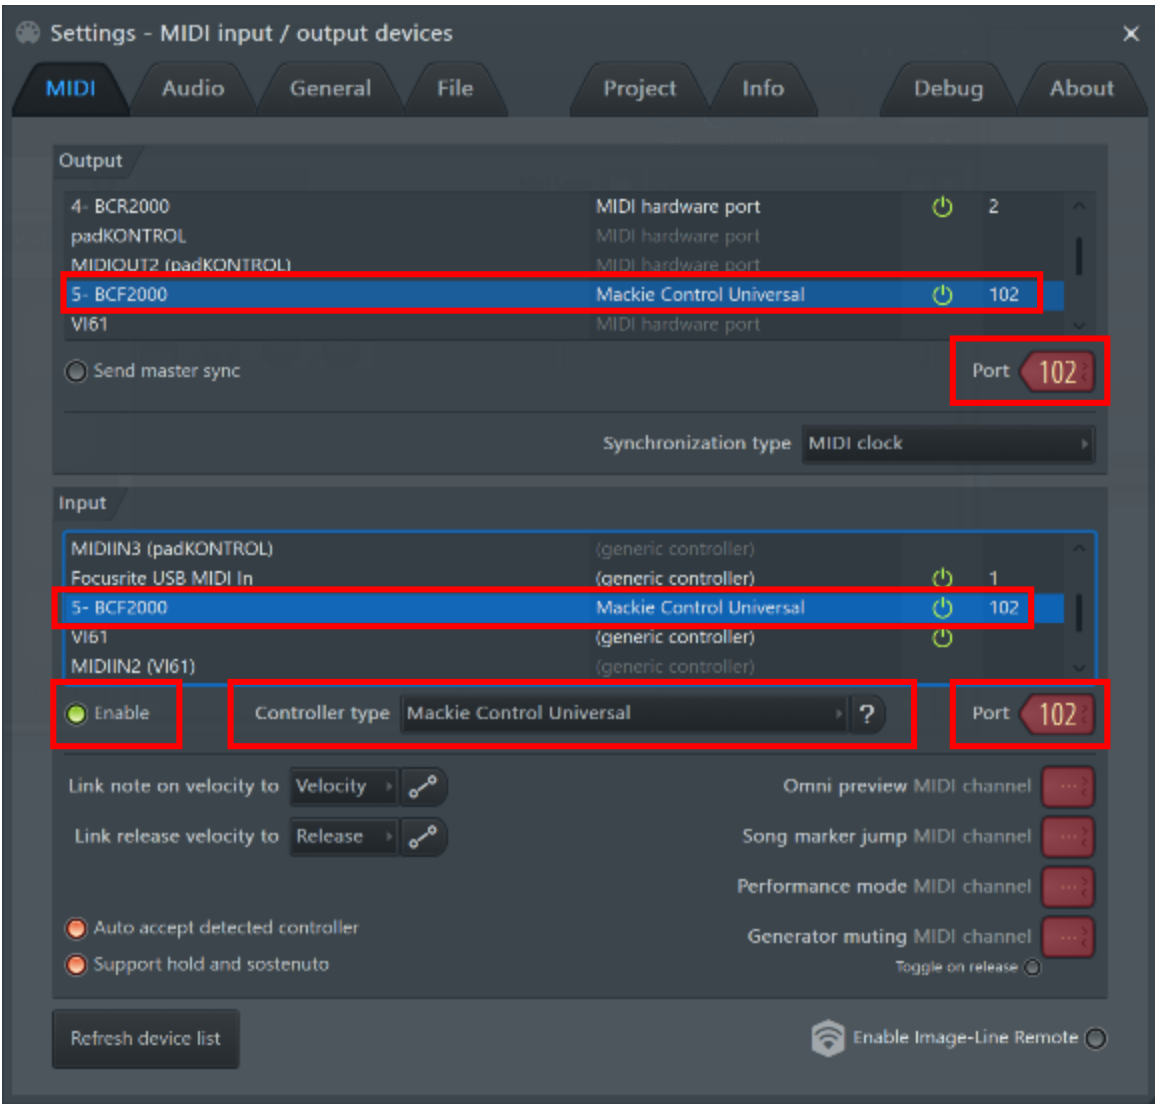 Settings - MIDI input / output devices
MIDI Audio General File Project Info Debug About
Output
4- BCR2000 MIDI hardware port 2
padKONTROL MIDI hardware port
MIDIOUT2 (padKONTROL) MIDI hardware port
5- BCF2000 Mackie Control Universal 102
VI61 MIDI hardware port
Send master sync Port 102
Synchronization type MIDI clock
Input
MIDIIN3 (padKONTROL) (generic controller)
Focusrite USB MIDI In (generic controller) 1
5- BCF2000 Mackie Control Universal 102
VI61 (generic controller)
MIDIIN2 (VI61) (generic controller)
Enable Controller type Mackie Control Universal ? Port 102
Link note on velocity to Velocity Omni preview MIDI channel ---
Link release velocity to Release Song marker jump MIDI channel ---
Performance mode MIDI channel ---
Auto accept detected controller Generator muting MIDI channel ---
Support hold and sostenuto Toggle on release
Refresh device list Enable Image-Line Remote